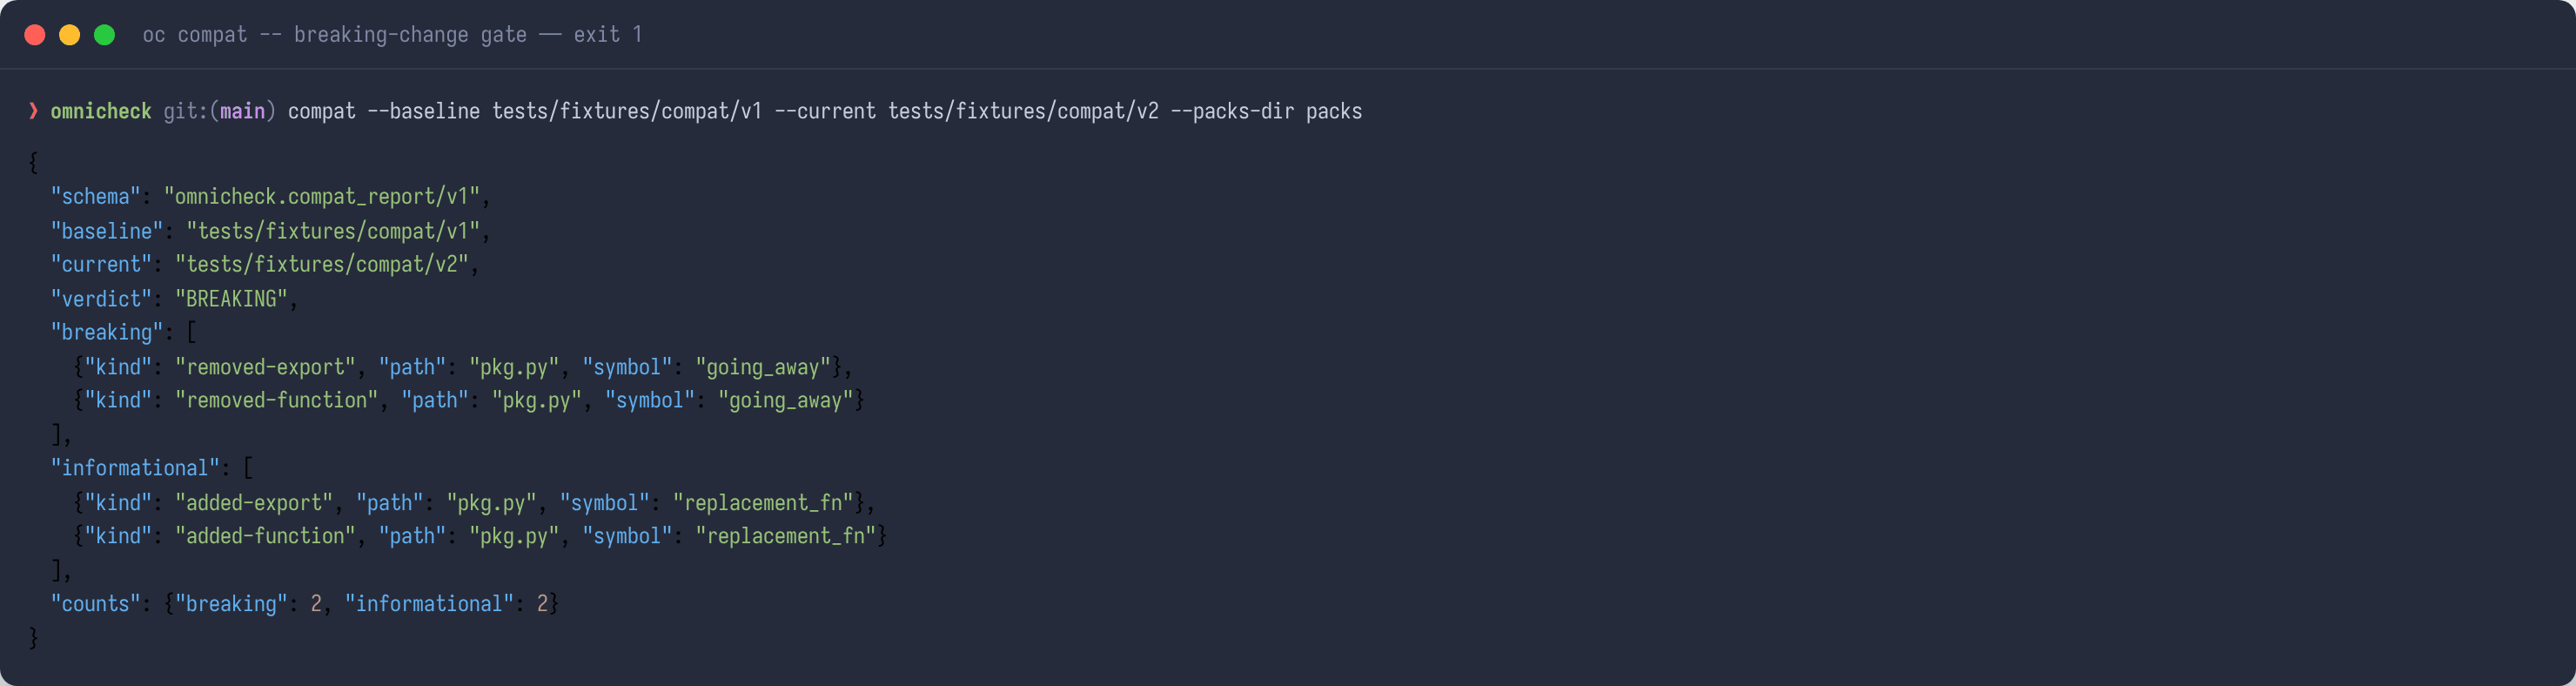 oc compat -- breaking-change gate — exit 1
❯ omnicheck git:(main) compat --baseline tests/fixtures/compat/v1 --current tests/fixtures/compat/v2 --packs-dir packs
{
  "schema": "omnicheck.compat_report/v1",
  "baseline": "tests/fixtures/compat/v1",
  "current": "tests/fixtures/compat/v2",
  "verdict": "BREAKING",
  "breaking": [
    {"kind": "removed-export", "path": "pkg.py", "symbol": "going_away"},
    {"kind": "removed-function", "path": "pkg.py", "symbol": "going_away"}
  ],
  "informational": [
    {"kind": "added-export", "path": "pkg.py", "symbol": "replacement_fn"},
    {"kind": "added-function", "path": "pkg.py", "symbol": "replacement_fn"}
  ],
  "counts": {"breaking": 2, "informational": 2}
}